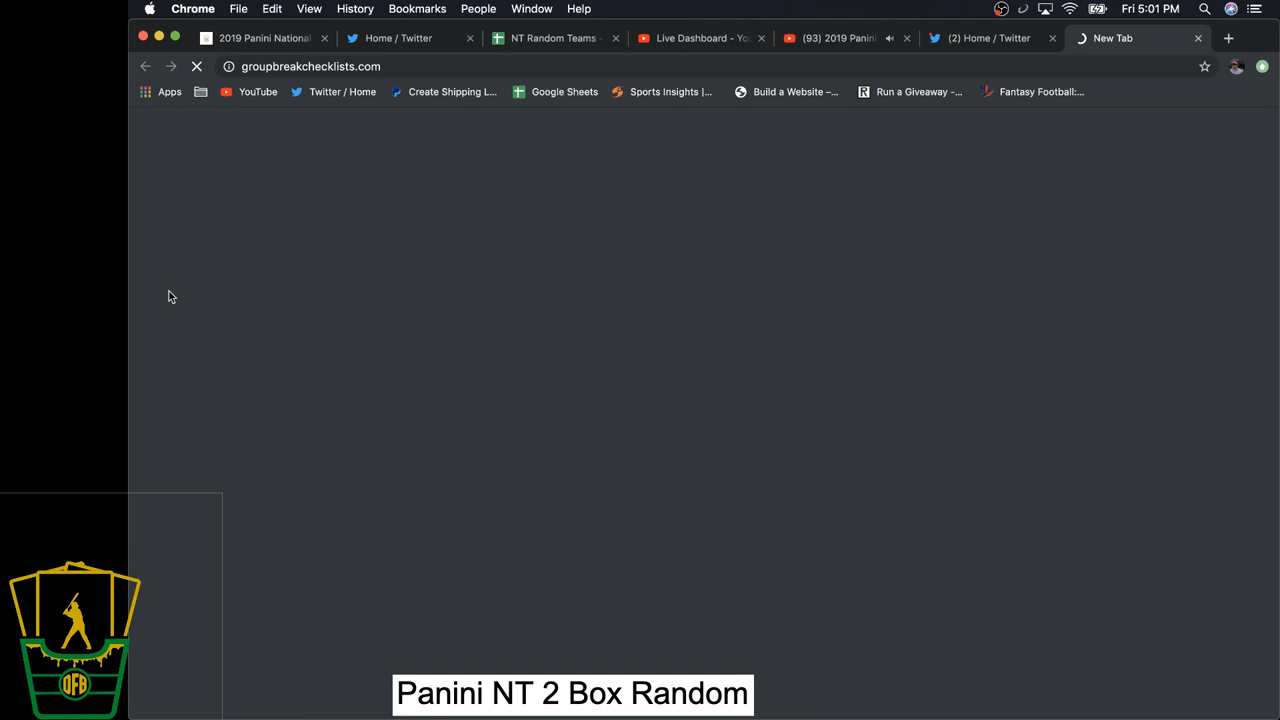 Chrome File Edit View History Bookmarks People Window Help Fri 5:01 PM
2019 Panini National Home / Twitter NT Random Teams - Live Dashboard - Yo (93) 2019 Panini (2) Home / Twitter New Tab
groupbreakchecklists.com
Apps YouTube Twitter / Home Create Shipping L... Google Sheets Sports Insights |... Build a Website –... Run a Giveaway –... Fantasy Football:...
OFB
Panini NT 2 Box Random